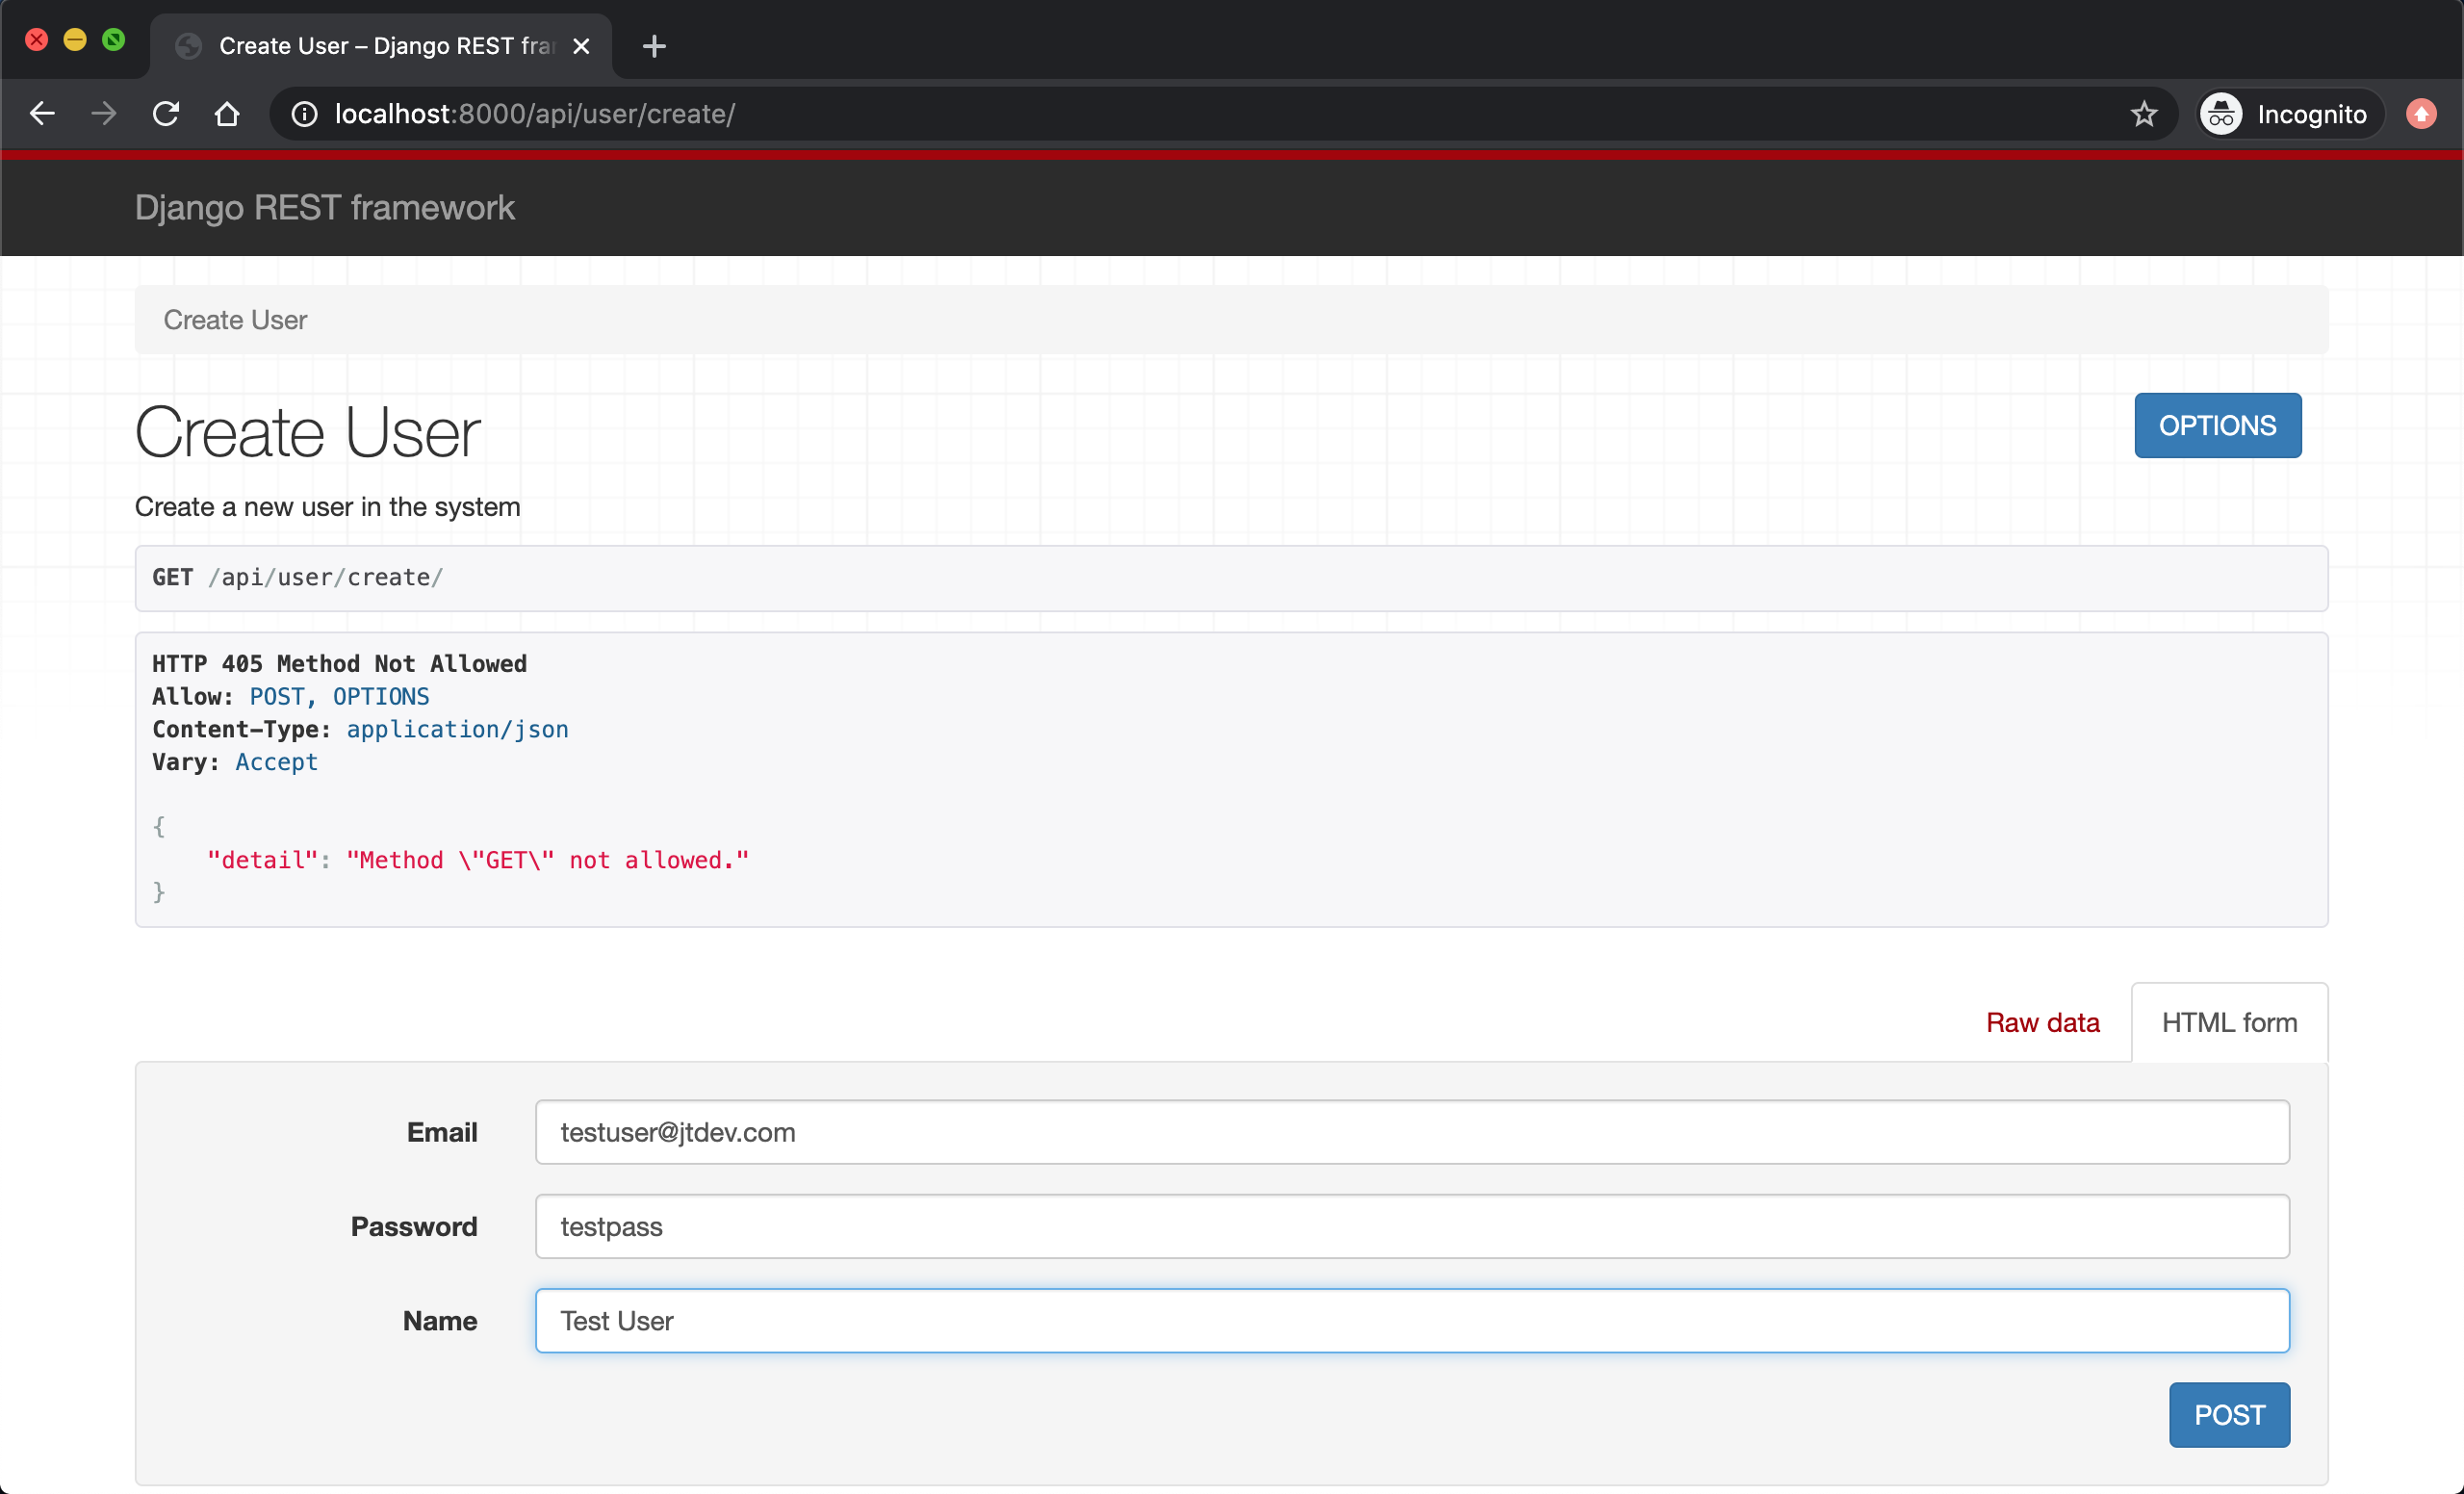 Create User – Django REST fra
localhost:8000/api/user/create/
Incognito
Django REST framework
Create User
Create User
OPTIONS
Create a new user in the system
GET /api/user/create/
HTTP 405 Method Not Allowed
Allow: POST, OPTIONS
Content-Type: application/json
Vary: Accept
{
    "detail": "Method \"GET\" not allowed."
}
Raw data
HTML form
Email
testuser@jtdev.com
Password
testpass
Name
Test User
POST